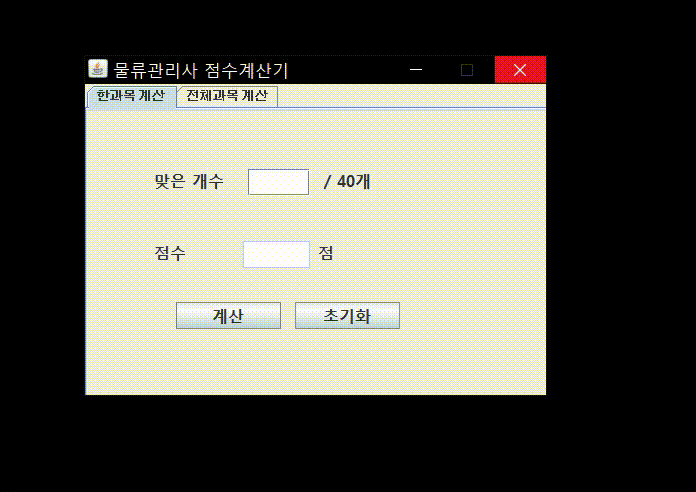 물류관리사 점수계산기
한과목 계산 전체과목 계산
맞은 개수 / 40개
점수 점
계산 초기화